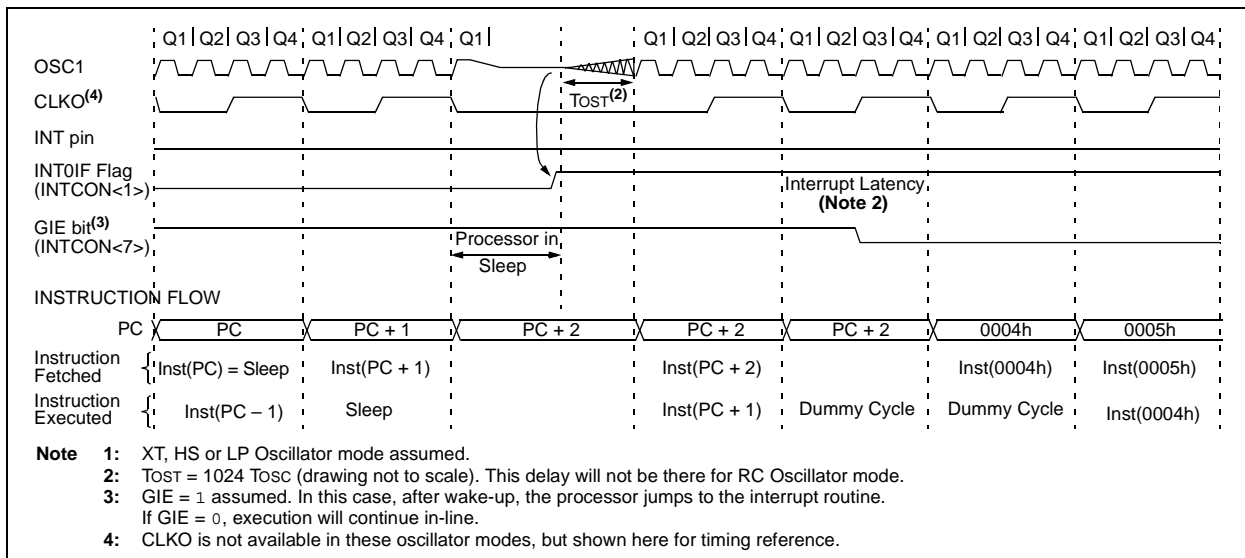 Q1 Q2 Q3 Q4 Q1 Q2 Q3 Q4 Q1 Q1 Q2 Q3 Q4 Q1 Q2 Q3 Q4 Q1 Q2 Q3 Q4 Q1 Q2 Q3 Q4
OSC1
CLKO(4)
TOST(2)
INT pin
INT0IF Flag
(INTCON<1>)
Interrupt Latency
(Note 2)
GIE bit(3)
(INTCON<7>)
Processor in
Sleep
INSTRUCTION FLOW
PC PC PC + 1 PC + 2 PC + 2 PC + 2 0004h 0005h
Instruction
Fetched
Inst(PC) = Sleep Inst(PC + 1) Inst(PC + 2) Inst(0004h) Inst(0005h)
Instruction
Executed
Inst(PC – 1) Sleep Inst(PC + 1) Dummy Cycle Dummy Cycle Inst(0004h)
Note 1: XT, HS or LP Oscillator mode assumed.
2: TOST = 1024 TOSC (drawing not to scale). This delay will not be there for RC Oscillator mode.
3: GIE = 1 assumed. In this case, after wake-up, the processor jumps to the interrupt routine.
If GIE = 0, execution will continue in-line.
4: CLKO is not available in these oscillator modes, but shown here for timing reference.